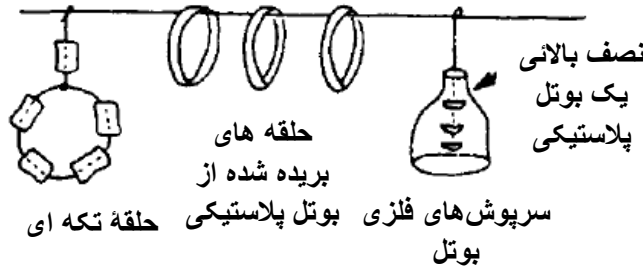 نصف بالائی
یک بوتل
پلاستیکی
حلقه های
بریده شده از
بوتل پلاستیکی
سرپوش‌های فلزی
بوتل
حلقهٔ تکه ای